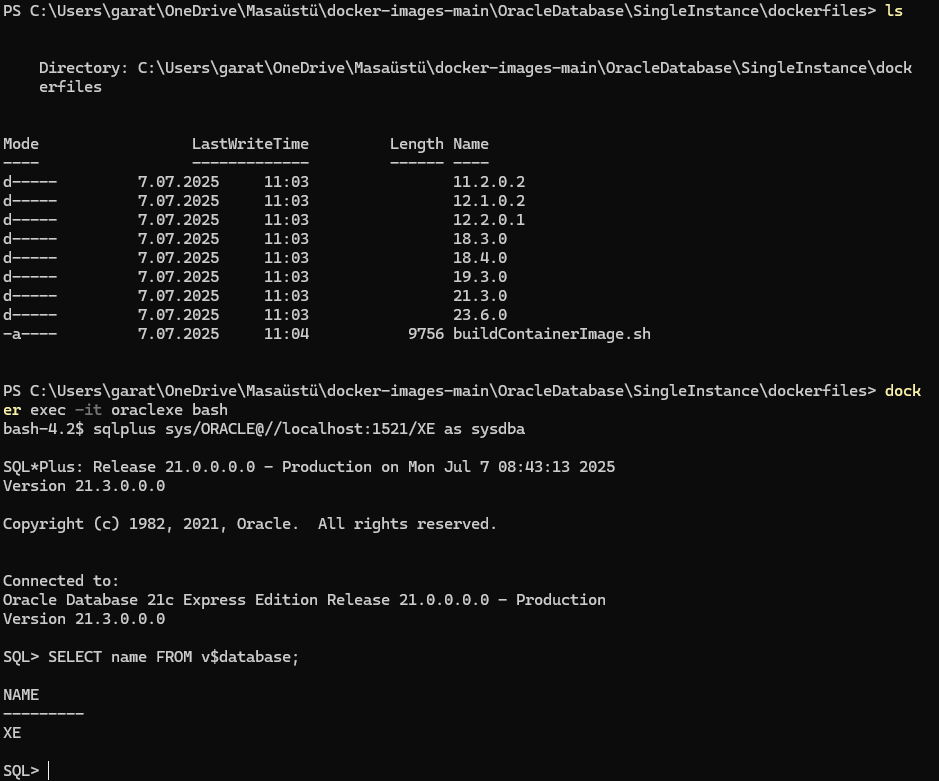 PS C:\Users\garat\OneDrive\Masaüstü\docker-images-main\OracleDatabase\SingleInstance\dockerfiles> ls
Directory: C:\Users\garat\OneDrive\Masaüstü\docker-images-main\OracleDatabase\SingleInstance\dock
erfiles
Mode                 LastWriteTime         Length Name
----                 -------------         ------ ----
d-----         7.07.2025     11:03                11.2.0.2
d-----         7.07.2025     11:03                12.1.0.2
d-----         7.07.2025     11:03                12.2.0.1
d-----         7.07.2025     11:03                18.3.0
d-----         7.07.2025     11:03                18.4.0
d-----         7.07.2025     11:03                19.3.0
d-----         7.07.2025     11:03                21.3.0
d-----         7.07.2025     11:03                23.6.0
-a----         7.07.2025     11:04           9756 buildContainerImage.sh
PS C:\Users\garat\OneDrive\Masaüstü\docker-images-main\OracleDatabase\SingleInstance\dockerfiles> dock
er exec -it oraclexe bash
bash-4.2$ sqlplus sys/ORACLE@//localhost:1521/XE as sysdba
SQL*Plus: Release 21.0.0.0.0 - Production on Mon Jul 7 08:43:13 2025
Version 21.3.0.0.0
Copyright (c) 1982, 2021, Oracle.  All rights reserved.
Connected to:
Oracle Database 21c Express Edition Release 21.0.0.0.0 - Production
Version 21.3.0.0.0
SQL> SELECT name FROM v$database;
NAME
---------
XE
SQL>